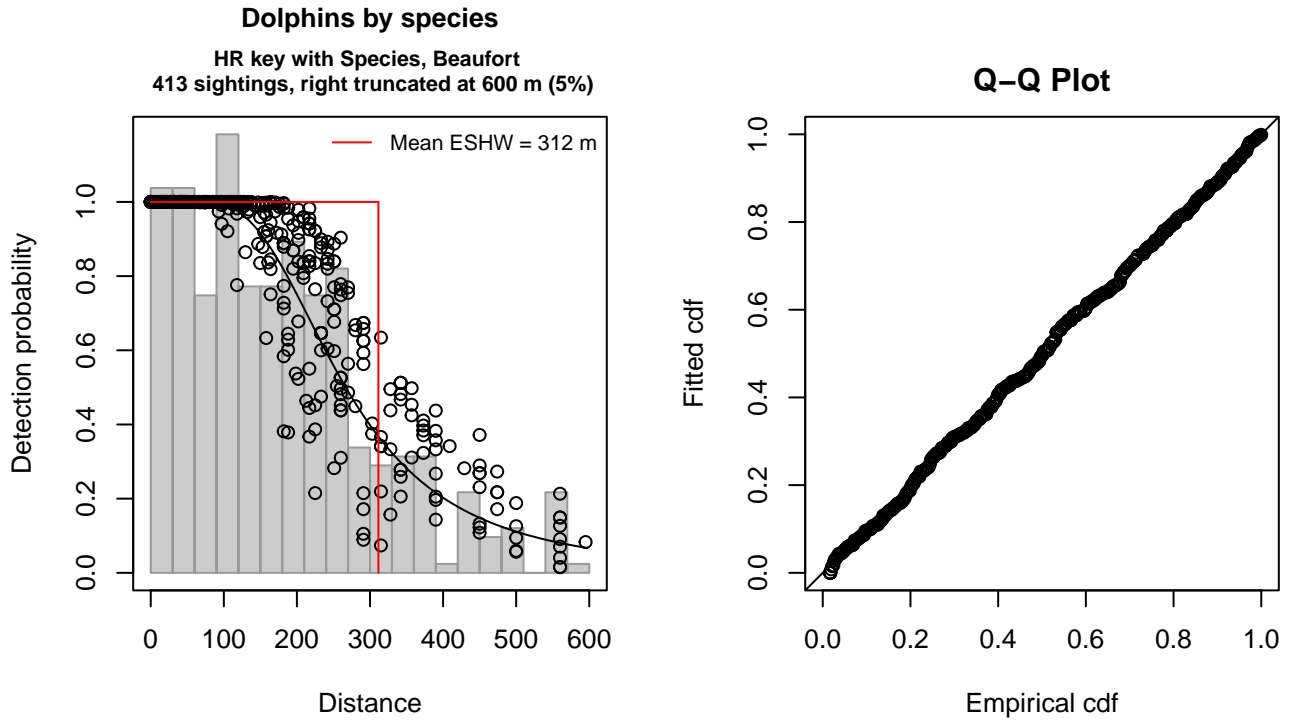 Dolphins by species
HR key with Species, Beaufort
413 sightings, right truncated at 600 m (5%)
Mean ESHW = 312 m
Detection probability
0.0 0.2 0.4 0.6 0.8 1.0
0 100 200 300 400 500 600
Distance
Q−Q Plot
Fitted cdf
0.0 0.2 0.4 0.6 0.8 1.0
0.0 0.2 0.4 0.6 0.8 1.0
Empirical cdf